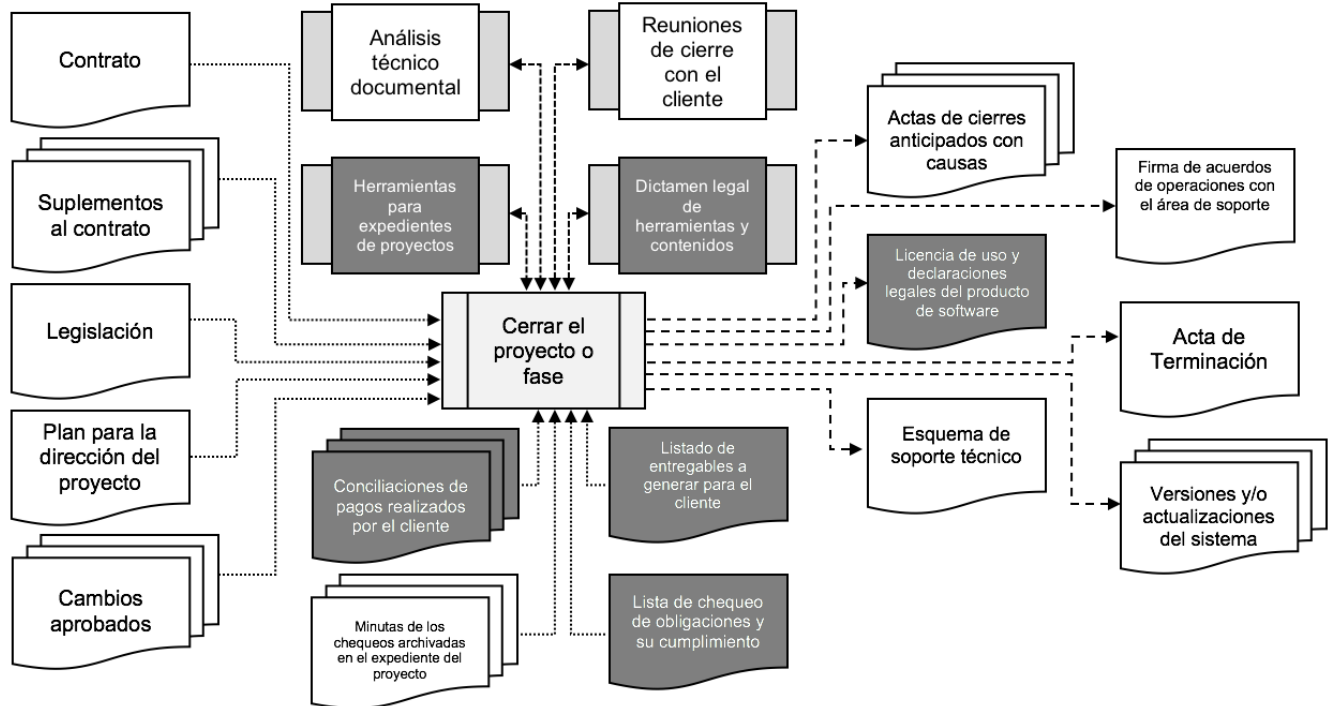 Contrato
Suplementos
al contrato
Legislación
Plan para la
dirección del
proyecto
Cambios
aprobados
Análisis
técnico
documental
Reuniones
de cierre
con el
cliente
Herramientas
para
expedientes
de proyectos
Dictamen legal
de
herramientas y
contenidos
Cerrar el
proyecto o
fase
Conciliaciones de
pagos realizados
por el cliente
Listado de
entregables a
generar para el
cliente
Minutas de los
chequeos archivadas
en el expediente del
proyecto
Lista de chequeo
de obligaciones y
su cumplimiento
Actas de cierres
anticipados con
causas
Firma de acuerdos
de operaciones con
el área de soporte
Licencia de uso y
declaraciones
legales del producto
de software
Acta de
Terminación
Esquema de
soporte técnico
Versiones y/o
actualizaciones
del sistema